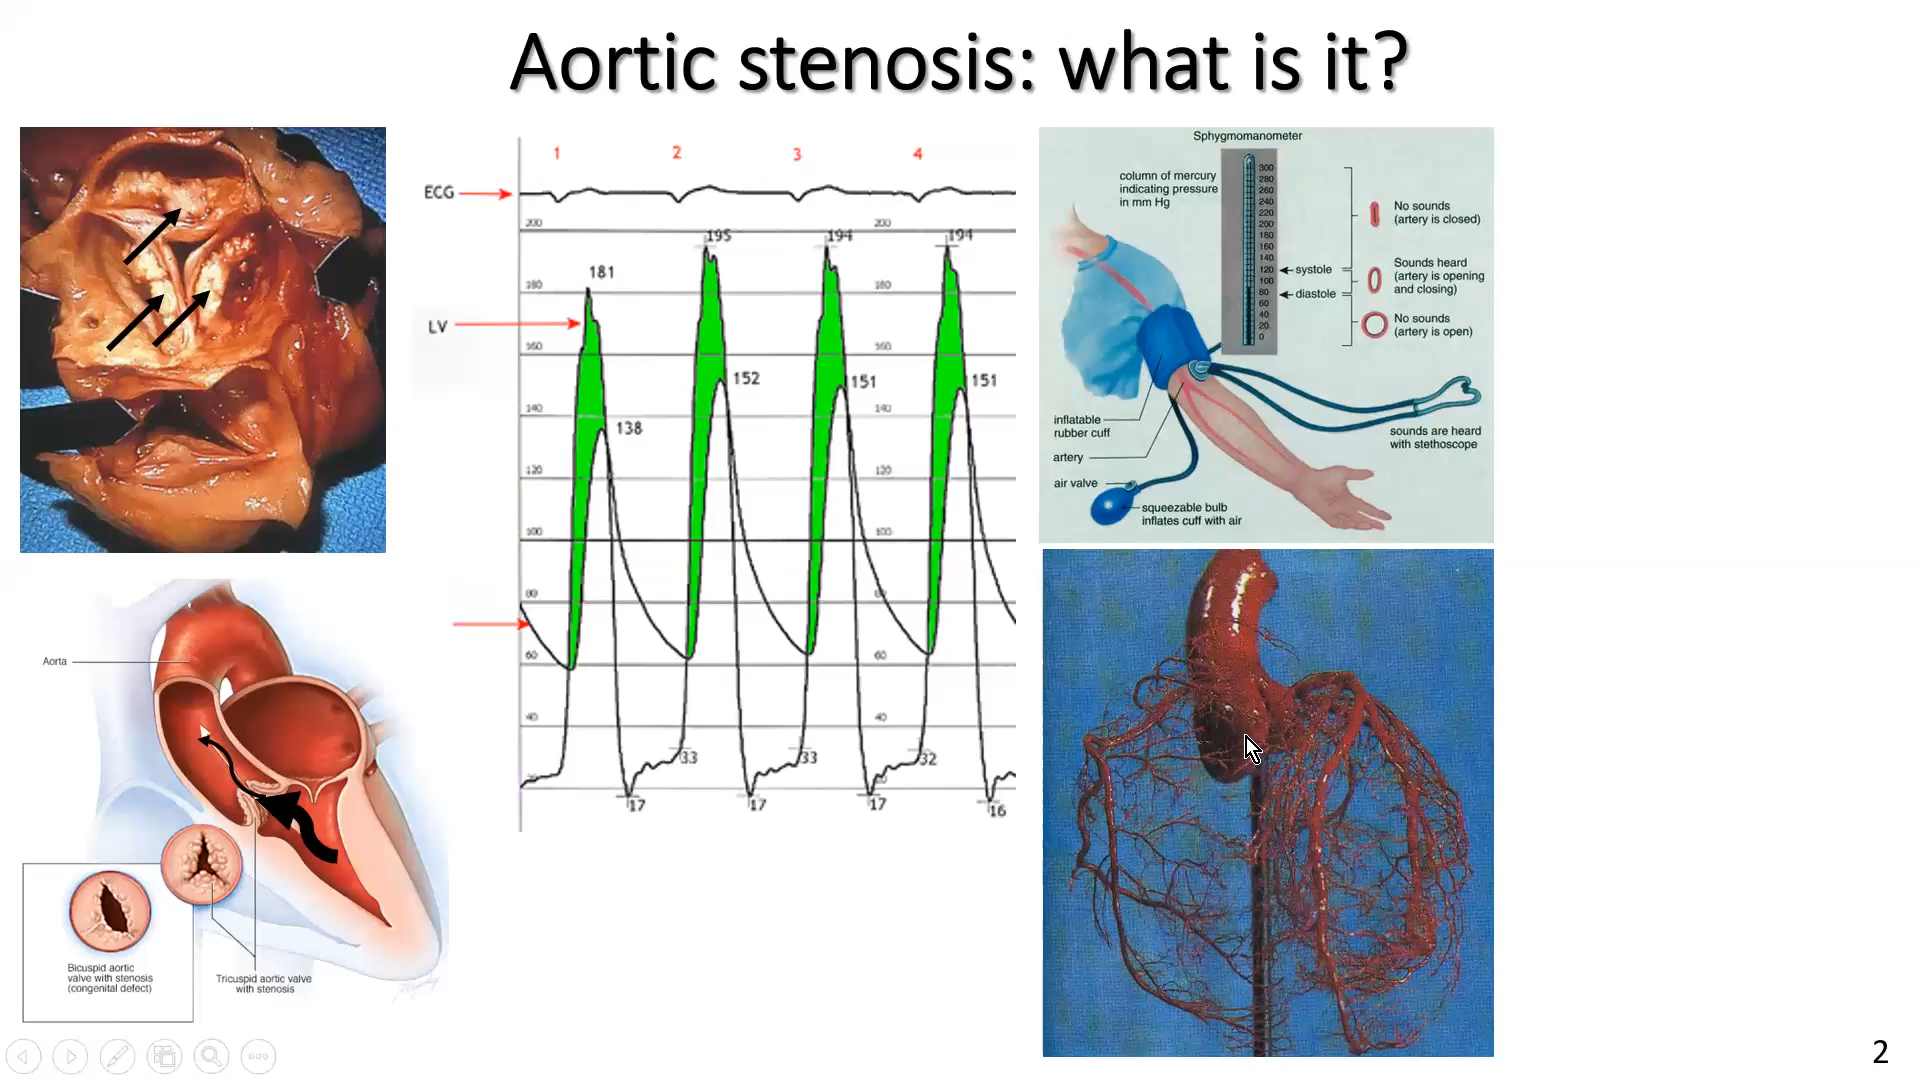 Aortic stenosis: what is it?
1 2 3 4
ECG
200 200
195 194 194
181
180 180
LV
160 160
152 151 151
140 140
138
120 120
100 100
80 80
60 60
40 40
33 33 32
20 20
17 17 17 16
Aorta
Bicuspid aortic
valve with stenosis
(congenital defect)
Tricuspid aortic valve
with stenosis
Sphygmomanometer
column of mercury
indicating pressure
in mm Hg
300
280
260
240
220
200
180
160
140
120
100
80
60
40
20
0
systole
diastole
No sounds
(artery is closed)
Sounds heard
(artery is opening
and closing)
No sounds
(artery is open)
inflatable
rubber cuff
artery
air valve
squeezable bulb
inflates cuff with air
sounds are heard
with stethoscope
2